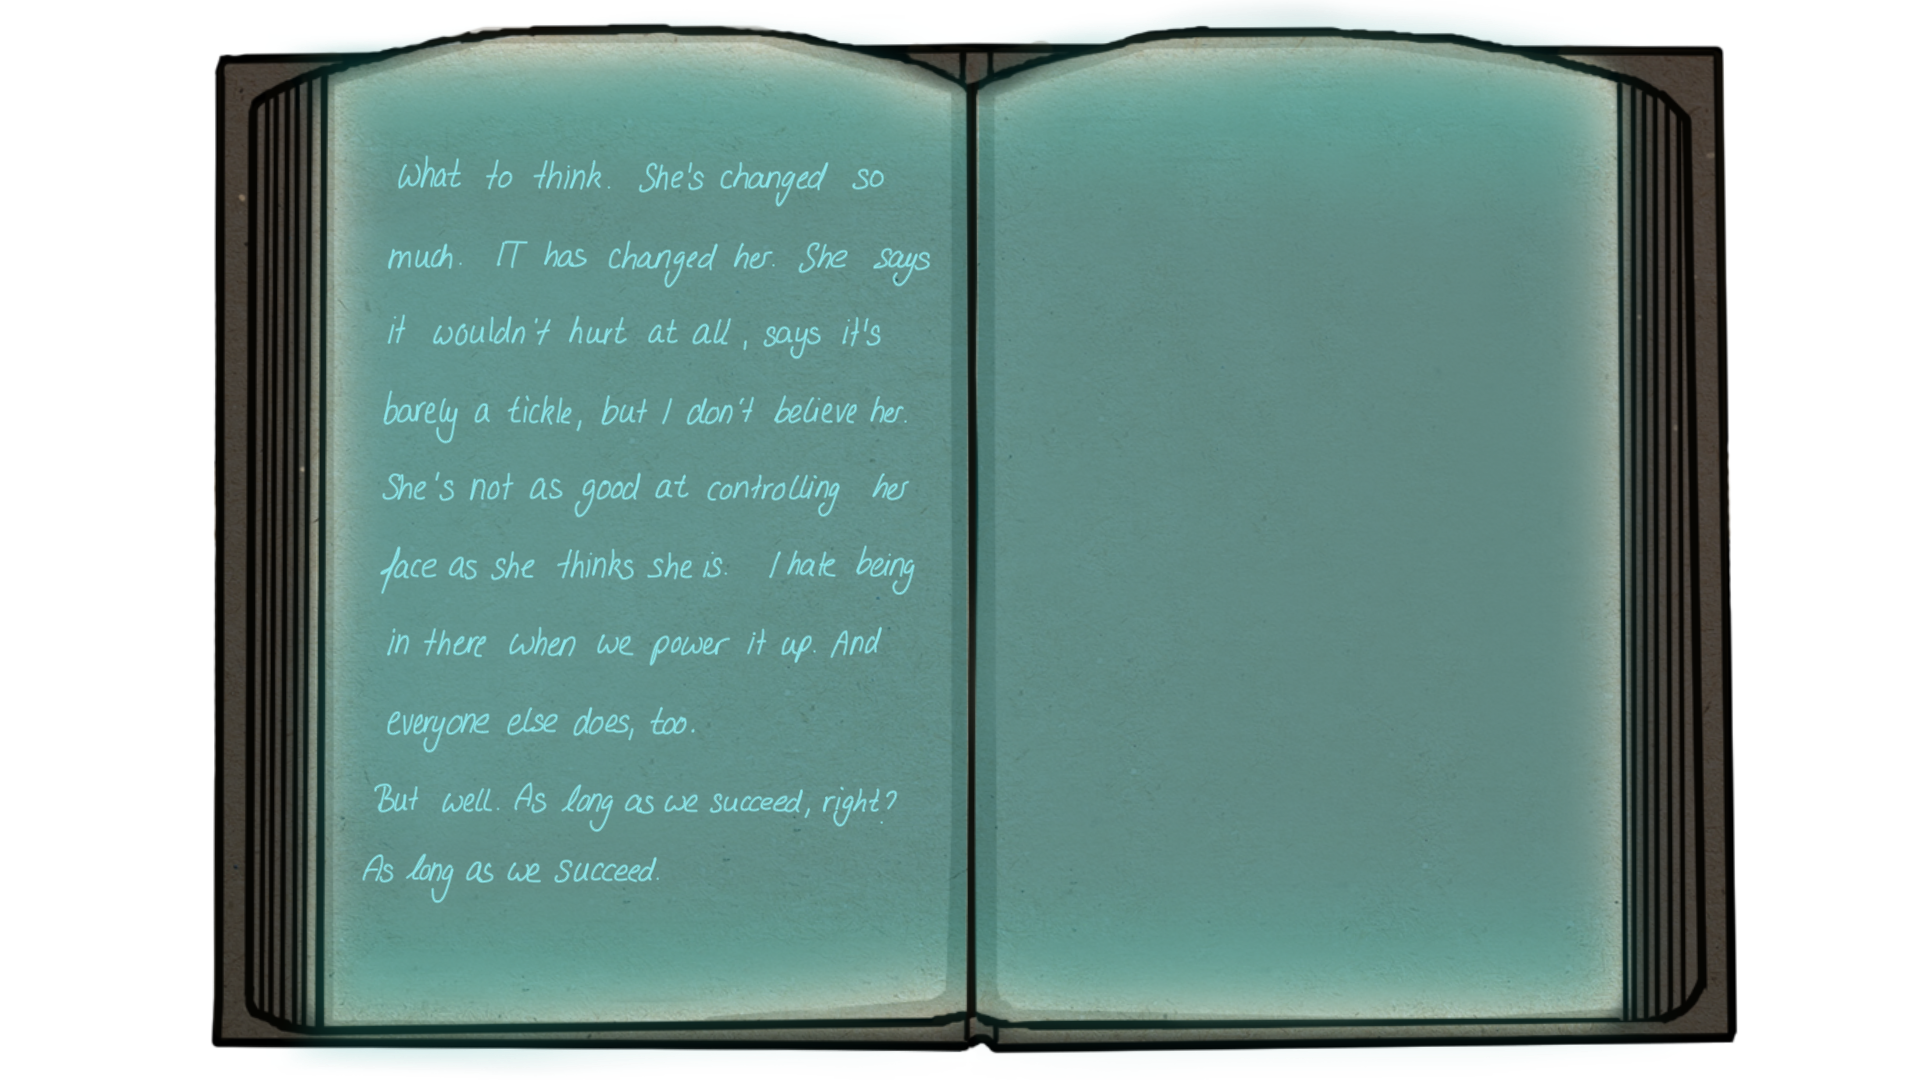 What to think. She's changed so
much. IT has changed her. She says
it wouldn't hurt at all, says it's
barely a tickle, but I don't believe her.
She's not as good at controlling her
face as she thinks she is. I hate being
in there when we power it up. And
everyone else does, too.
But well. As long as we succeed, right?
As long as we succeed.